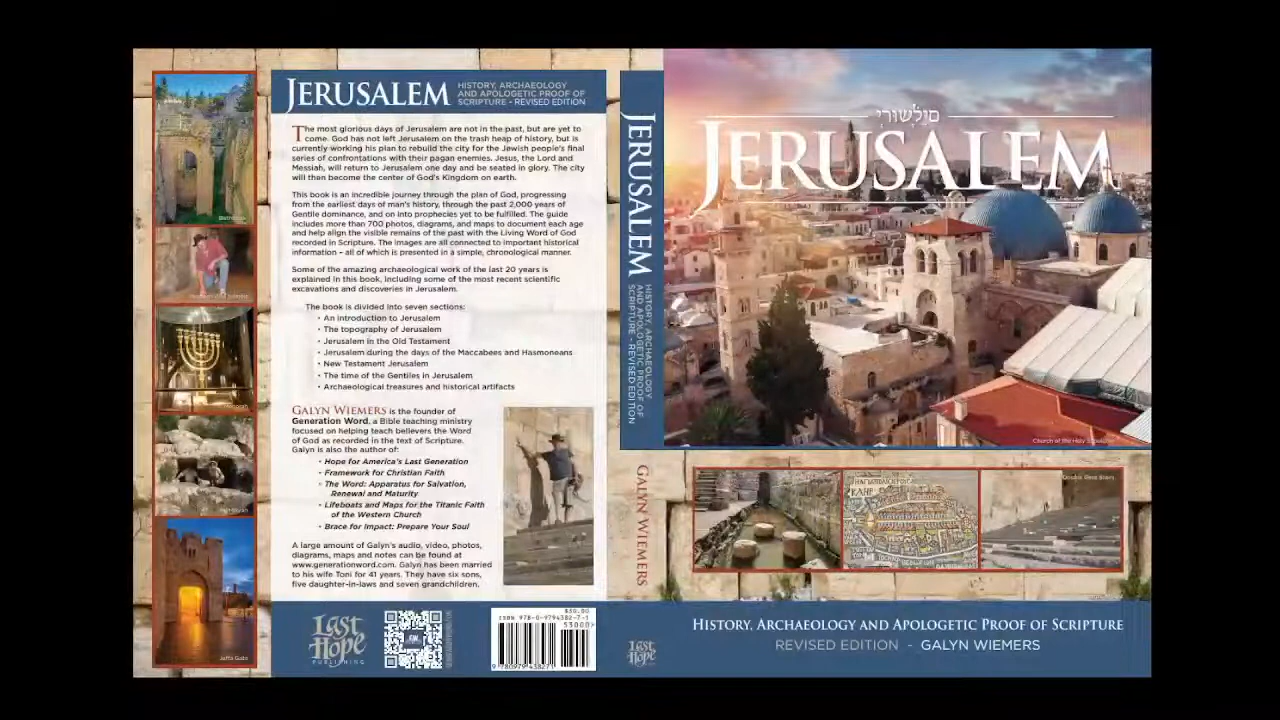 JERUSALEM
HISTORY, ARCHAEOLOGY
AND APOLOGETIC PROOF OF
SCRIPTURE - REVISED EDITION
The most glorious days of Jerusalem are not in the past, but are yet to
come. God has not left Jerusalem on the trash heap of history, but is
currently working his plan to rebuild the city for the Jewish people's final
series of confrontations with their pagan enemies. Jesus, the Lord and
Messiah, will return to Jerusalem one day and be seated in glory. The city
will then become the center of God's Kingdom on earth.
This book is an incredible journey through the plan of God, progressing
from the earliest days of man's history, through the past 2,000 years of
Gentile dominance, and on into prophecies yet to be fulfilled. The guide
includes more than 700 photos, diagrams, and maps to document each age
and help align the visible remains of the past with the Living Word of God
recorded in Scripture. The images are all connected to important historical
information – all of which is presented in a simple, chronological manner.
Some of the amazing archaeological work of the last 20 years is
explained in this book, including some of the most recent scientific
excavations and discoveries in Jerusalem.
The book is divided into seven sections:
• An introduction to Jerusalem
• The topography of Jerusalem
• Jerusalem in the Old Testament
• Jerusalem during the days of the Maccabees and Hasmoneans
• New Testament Jerusalem
• The time of the Gentiles in Jerusalem
• Archaeological treasures and historical artifacts
GALYN WIEMERS is the founder of
Generation Word, a Bible teaching ministry
focused on helping teach believers the Word
of God as recorded in the text of Scripture.
Galyn is also the author of:
• Hope for America's Last Generation
• Framework for Christian Faith
• The Word: Apparatus for Salvation,
Renewal and Maturity
• Lifeboats and Maps for the Titanic Faith
of the Western Church
• Brace for Impact: Prepare Your Soul
A large amount of Galyn's audio, video, photos,
diagrams, maps and notes can be found at
www.generationword.com. Galyn has been married
to his wife Toni for 41 years. They have six sons,
five daughter-in-laws and seven grandchildren.
Last
Hope
PUBLISHING
$30.00
ISBN 978-0-9794382-7-1
53000>
9 780979 438271
Jaffa Gate
JERUSALEM
HISTORY, ARCHAEOLOGY
AND APOLOGETIC PROOF OF
SCRIPTURE - REVISED EDITION
GALYN WIEMERS
Last
Hope
םילשורי
JERUSALEM
Church of the Holy
HISTORY, ARCHAEOLOGY AND APOLOGETIC PROOF OF SCRIPTURE
REVISED EDITION - GALYN WIEMERS